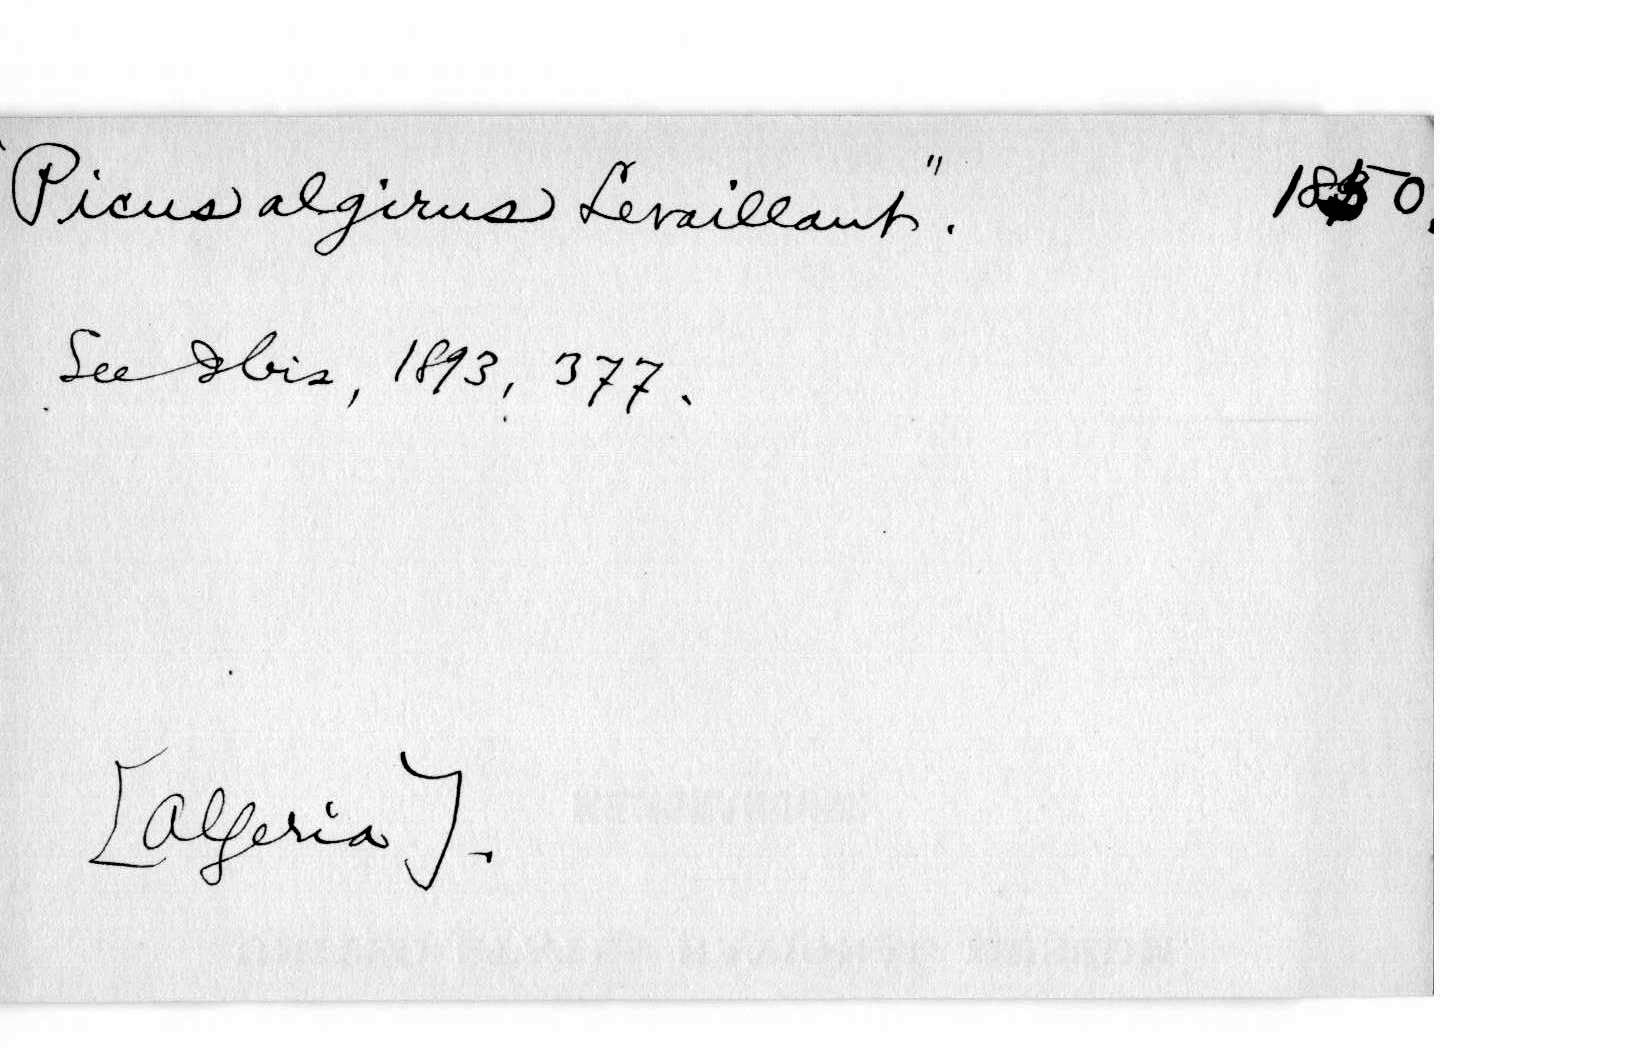 "Picus algirus Levaillant". 1850.
See Ibis, 1893, 377.
[Algeria].